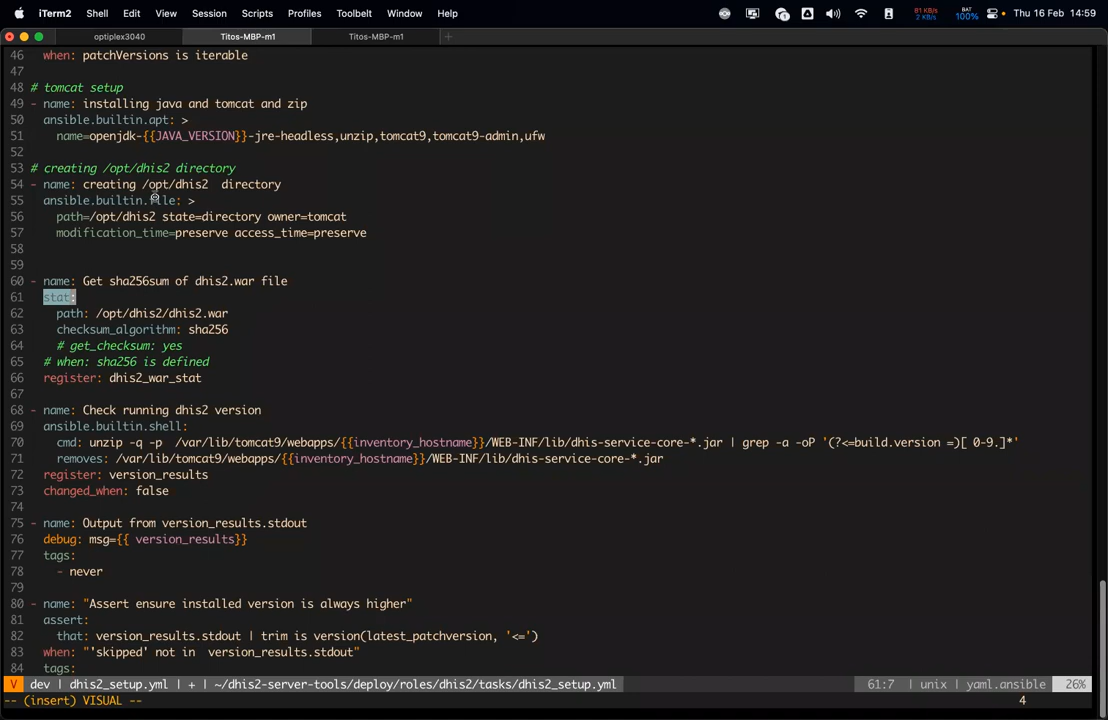 iTerm2 Shell Edit View Session Scripts Profiles Toolbelt Window Help 81 KB/s 2 KB/s BAT 100% Thu 16 Feb 14:59
optiplex3040 Titos-MBP-m1 Titos-MBP-m1 +
46 when: patchVersions is iterable
47
48 # tomcat setup
49 - name: installing java and tomcat and zip
50 ansible.builtin.apt: >
51 name=openjdk-{{JAVA_VERSION}}-jre-headless,unzip,tomcat9,tomcat9-admin,ufw
52
53 # creating /opt/dhis2 directory
54 - name: creating /opt/dhis2  directory
55 ansible.builtin.file: >
56 path=/opt/dhis2 state=directory owner=tomcat
57 modification_time=preserve access_time=preserve
58
59
60 - name: Get sha256sum of dhis2.war file
61 stat:
62 path: /opt/dhis2/dhis2.war
63 checksum_algorithm: sha256
64 # get_checksum: yes
65 # when: sha256 is defined
66 register: dhis2_war_stat
67
68 - name: Check running dhis2 version
69 ansible.builtin.shell:
70 cmd: unzip -q -p  /var/lib/tomcat9/webapps/{{inventory_hostname}}/WEB-INF/lib/dhis-service-core-*.jar | grep -a -oP '(?<=build.version =)[ 0-9.]*'
71 removes: /var/lib/tomcat9/webapps/{{inventory_hostname}}/WEB-INF/lib/dhis-service-core-*.jar
72 register: version_results
73 changed_when: false
74
75 - name: Output from version_results.stdout
76 debug: msg={{ version_results}}
77 tags:
78 - never
79
80 - name: "Assert ensure installed version is always higher"
81 assert:
82 that: version_results.stdout | trim is version(latest_patchversion, '<=')
83 when: "'skipped' not in  version_results.stdout"
84 tags:
V dev | dhis2_setup.yml | + | ~/dhis2-server-tools/deploy/roles/dhis2/tasks/dhis2_setup.yml 61:7 | unix | yaml.ansible 26%
-- (insert) VISUAL -- 4